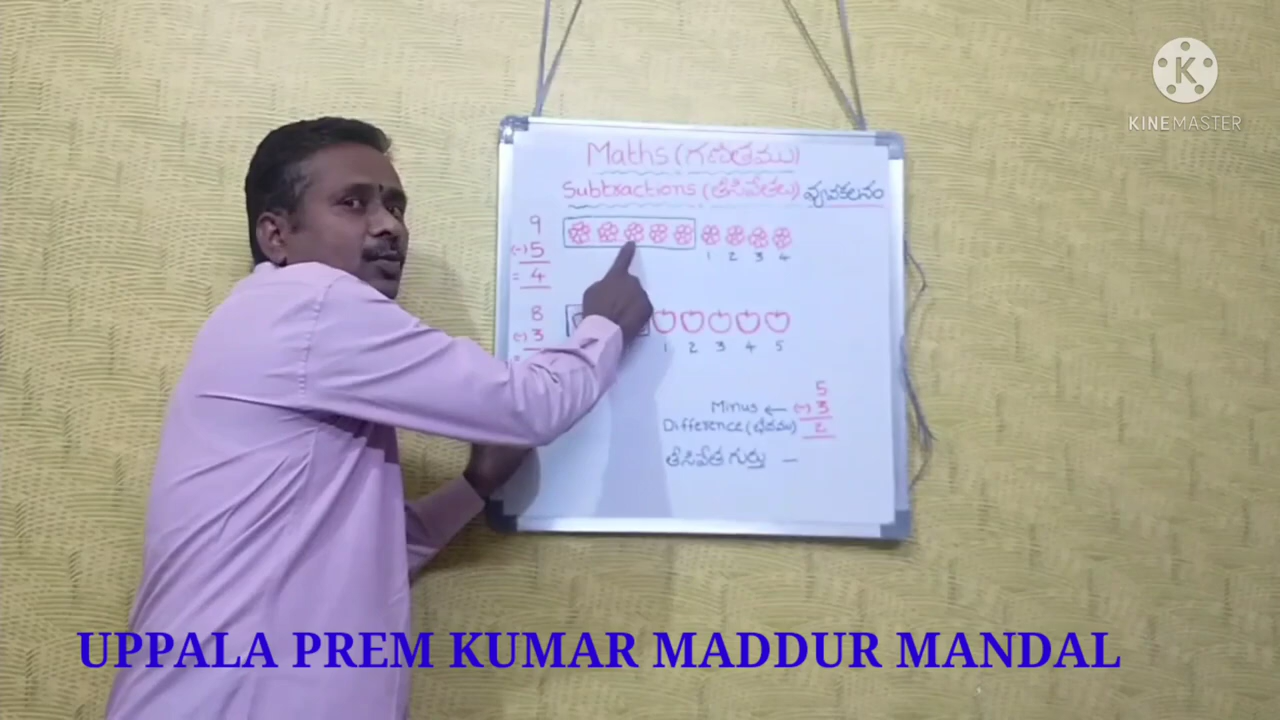 KINEMASTER
Maths (గణితము)
Subtractions (తీసివేతలు) వ్యవకలనం
9
(-) 5
= 4
1 2 3 4
8
(-) 3
1 2 3 4 5
5
Minus ← (-) 3
Difference (భేదము) 2
తీసివేత గుర్తు —
UPPALA PREM KUMAR MADDUR MANDAL